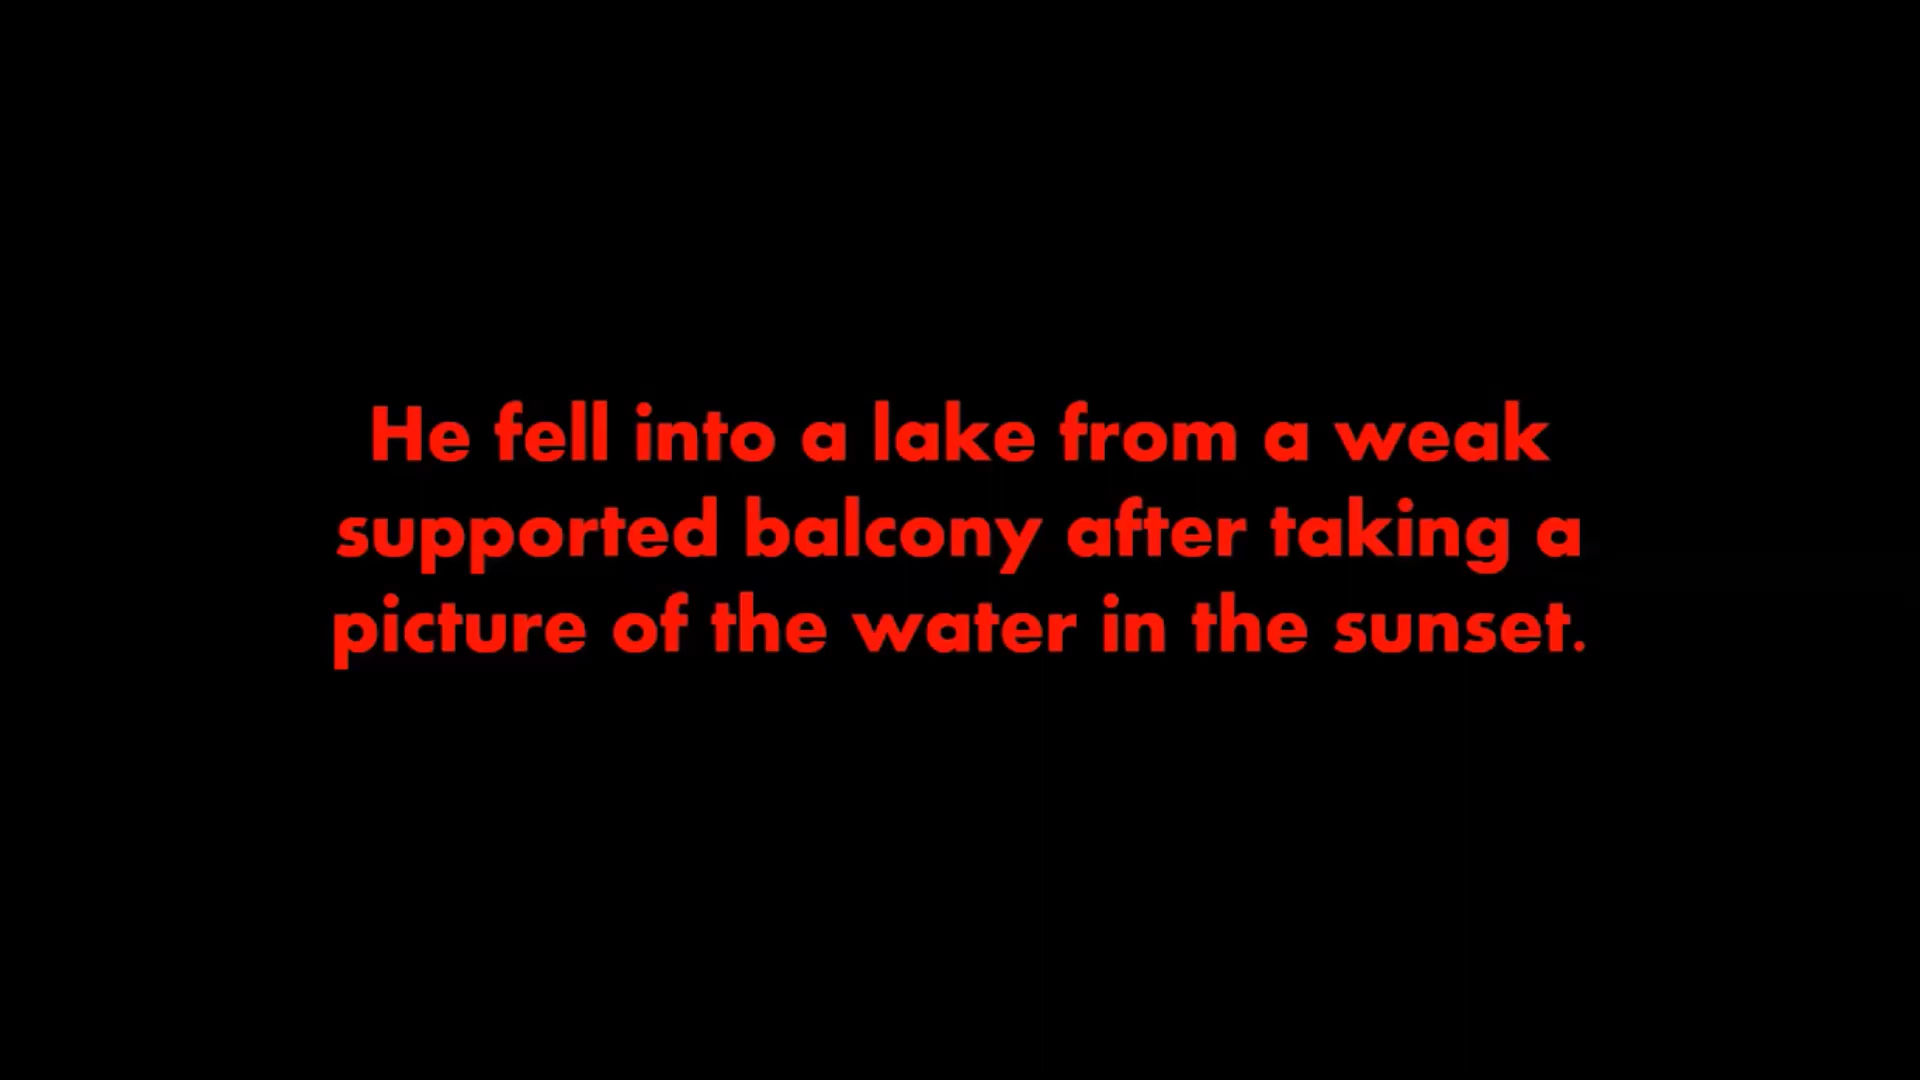 He fell into a lake from a weak
supported balcony after taking a
picture of the water in the sunset.